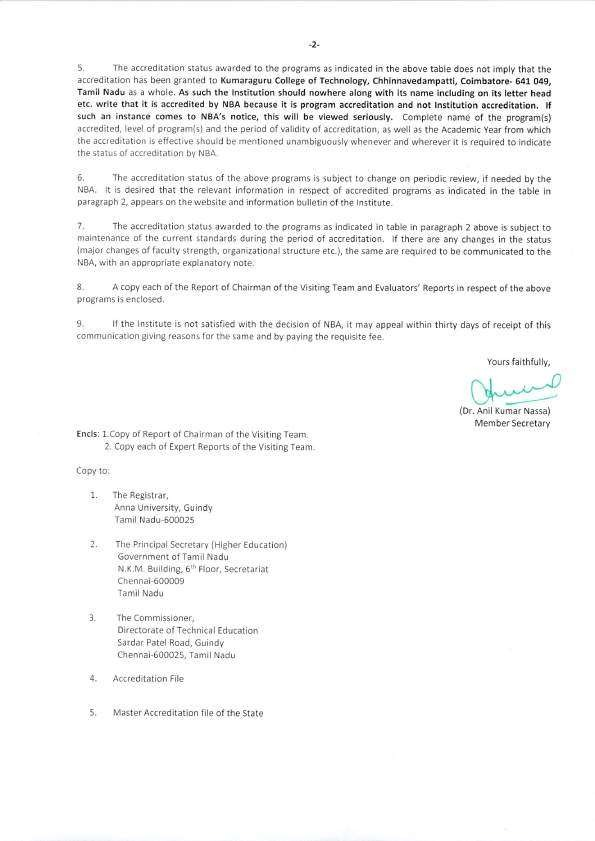 -2-
5. The accreditation status awarded to the programs as indicated in the above table does not imply that the
accreditation has been granted to Kumaraguru College of Technology, Chhinnavedampatti, Coimbatore- 641 049,
Tamil Nadu as a whole. As such the Institution should nowhere along with its name including on its letter head
etc. write that it is accredited by NBA because it is program accreditation and not Institution accreditation. If
such an instance comes to NBA's notice, this will be viewed seriously. Complete name of the program(s)
accredited, level of program(s) and the period of validity of accreditation, as well as the Academic Year from which
the accreditation is effective should be mentioned unambiguously whenever and wherever it is required to indicate
the status of accreditation by NBA.
6. The accreditation status of the above programs is subject to change on periodic review, if needed by the
NBA. It is desired that the relevant information in respect of accredited programs as indicated in the table in
paragraph 2, appears on the website and information bulletin of the Institute.
7. The accreditation status awarded to the programs as indicated in table in paragraph 2 above is subject to
maintenance of the current standards during the period of accreditation. If there are any changes in the status
(major changes of faculty strength, organizational structure etc.), the same are required to be communicated to the
NBA, with an appropriate explanatory note.
8. A copy each of the Report of Chairman of the Visiting Team and Evaluators' Reports in respect of the above
programs is enclosed.
9. If the Institute is not satisfied with the decision of NBA, it may appeal within thirty days of receipt of this
communication giving reasons for the same and by paying the requisite fee.
Yours faithfully,
(Dr. Anil Kumar Nassa)
Member Secretary
Encls: 1.Copy of Report of Chairman of the Visiting Team.
2. Copy each of Expert Reports of the Visiting Team.
Copy to:
1. The Registrar,
Anna University, Guindy
Tamil Nadu-600025
2. The Principal Secretary (Higher Education)
Government of Tamil Nadu
N.K.M. Building, 6th Floor, Secretariat
Chennai-600009
Tamil Nadu
3. The Commissioner,
Directorate of Technical Education
Sardar Patel Road, Guindy
Chennai-600025, Tamil Nadu
4. Accreditation File
5. Master Accreditation file of the State